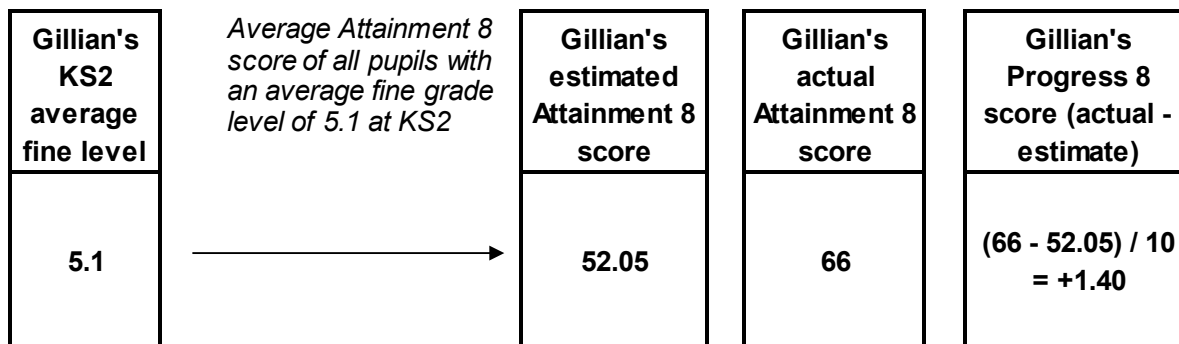 Gillian's
KS2
average
fine level
5.1
Average Attainment 8
score of all pupils with
an average fine grade
level of 5.1 at KS2
Gillian's
estimated
Attainment 8
score
52.05
Gillian's
actual
Attainment 8
score
66
Gillian's
Progress 8
score (actual -
estimate)
(66 - 52.05) / 10
= +1.40